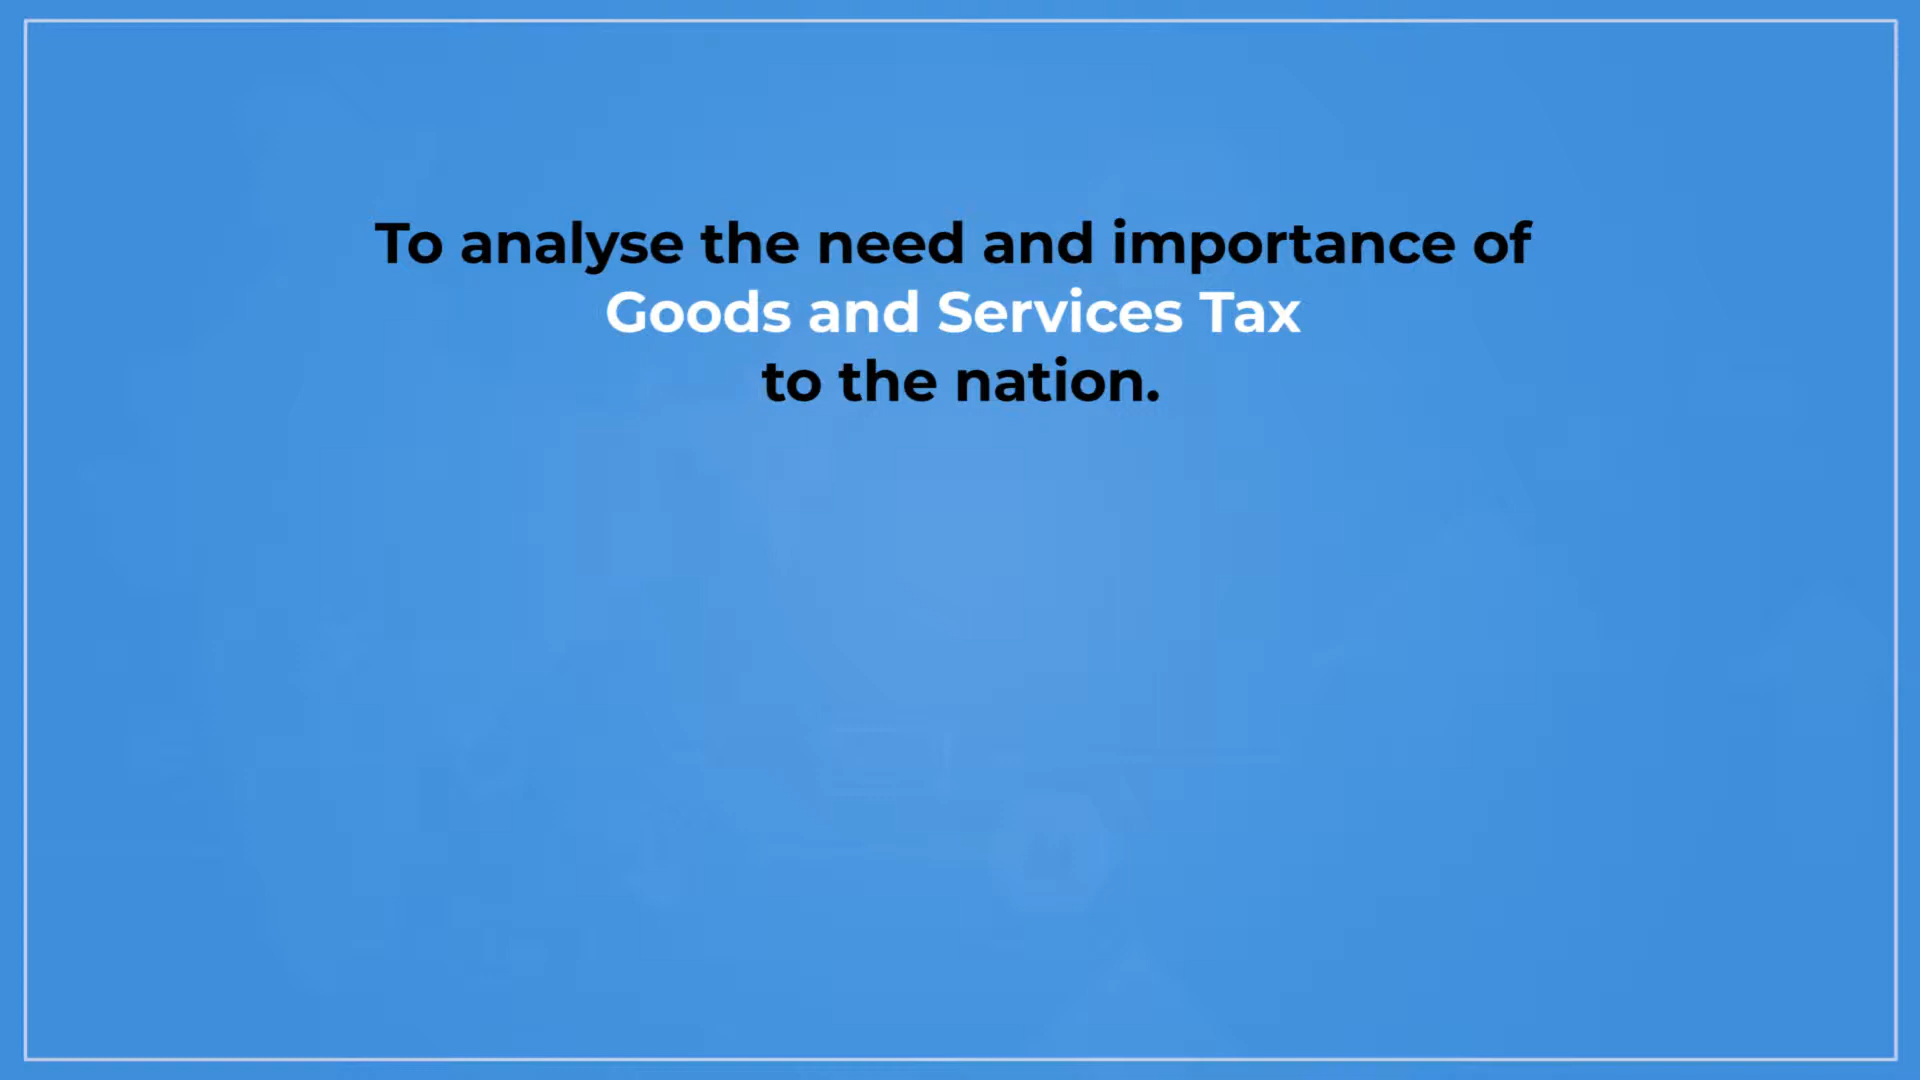 To analyse the need and importance of
Goods and Services Tax
to the nation.